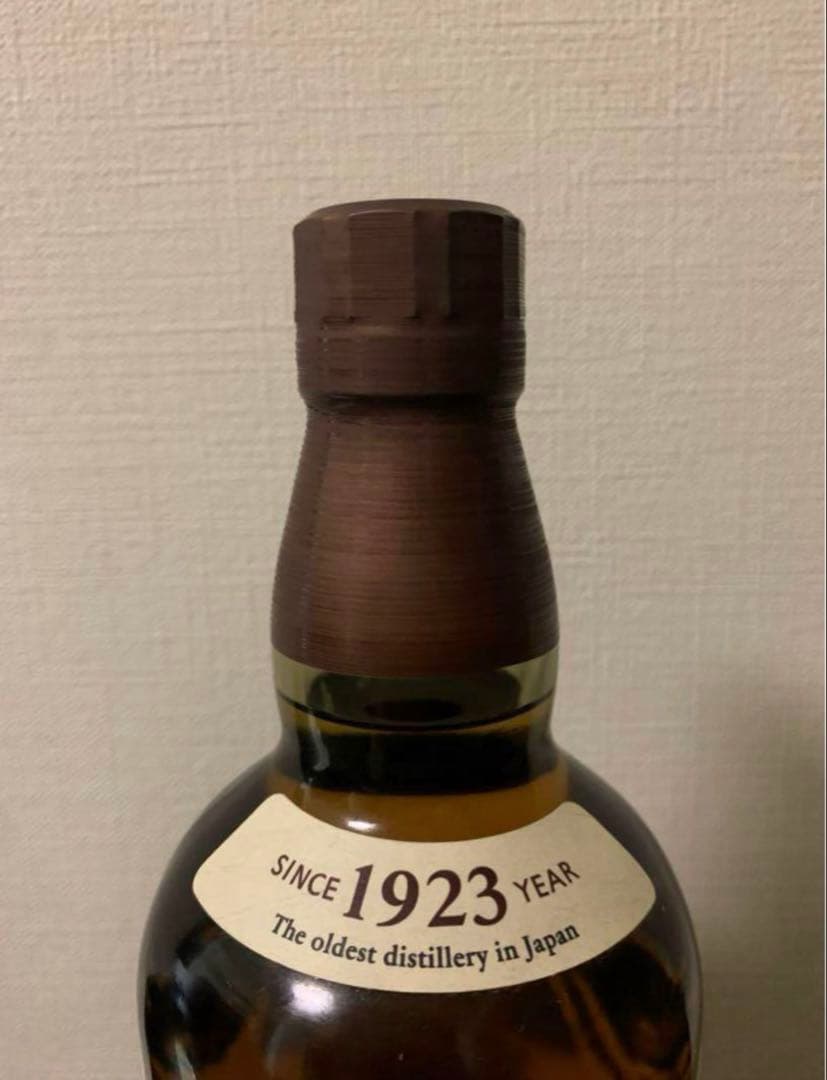 SINCE 1923 YEAR
The oldest distillery in Japan